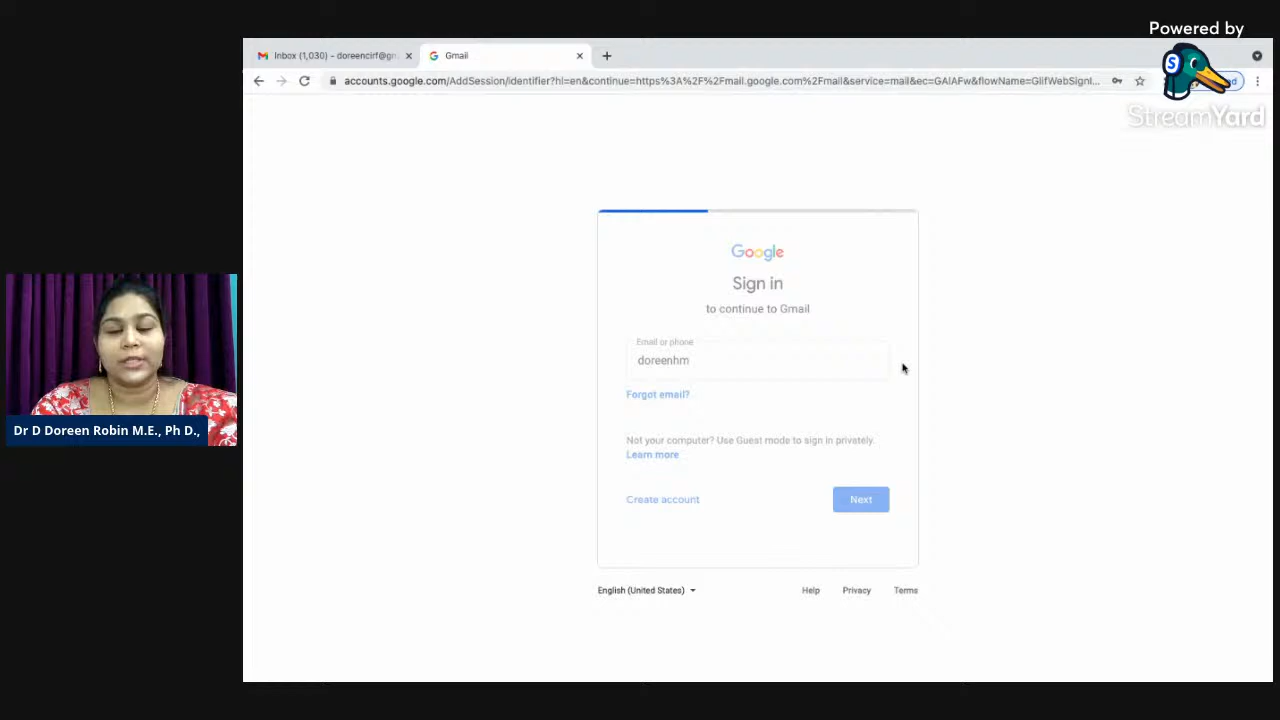 Powered by
StreamYard
Inbox (1,030) - doreencirf@gm
Gmail
accounts.google.com/AddSession/identifier?hl=en&continue=https%3A%2F%2Fmail.google.com%2Fmail&service=mail&ec=GAlAFw&flowName=GlifWebSignI...
Google
Sign in
to continue to Gmail
Email or phone
doreenhm
Forgot email?
Not your computer? Use Guest mode to sign in privately.
Learn more
Create account
Next
English (United States)
Help
Privacy
Terms
Dr D Doreen Robin M.E., Ph D.,